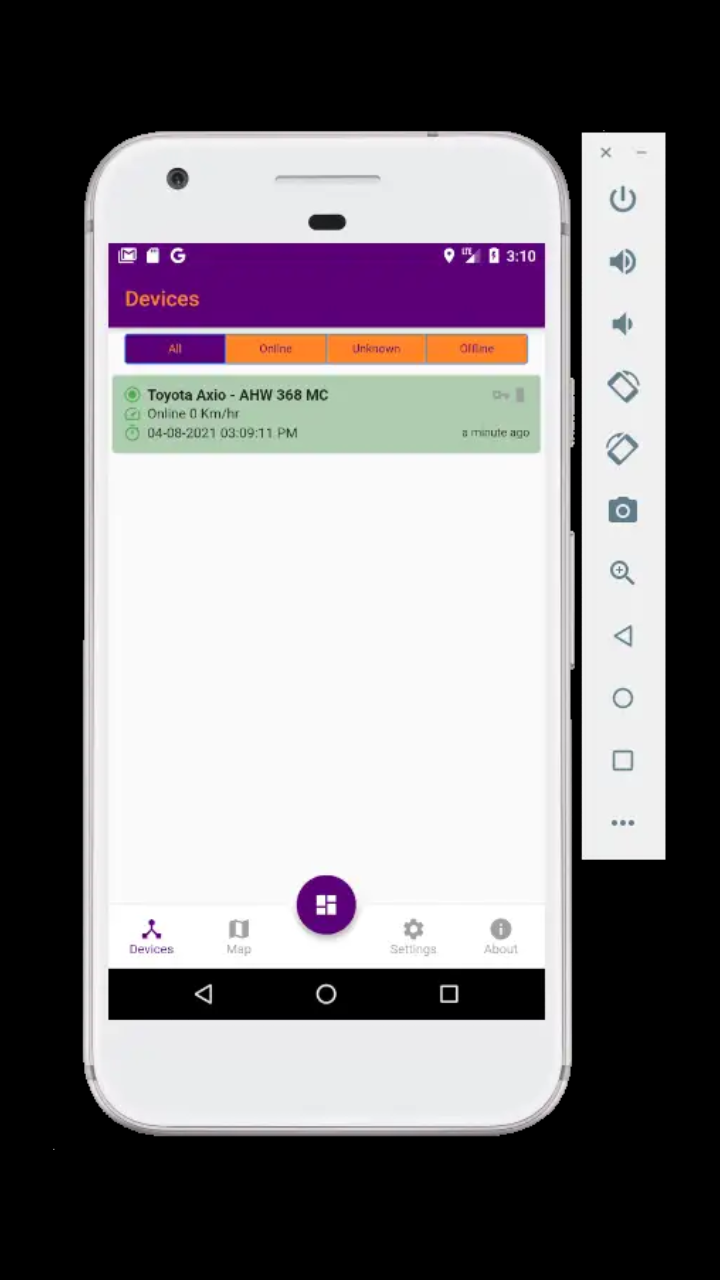 LTE 3:10
Devices
All Online Unknown Offline
Toyota Axio - AHW 368 MC
Online 0 Km/hr
04-08-2021 03:09:11 PM a minute ago
Devices Map Settings About